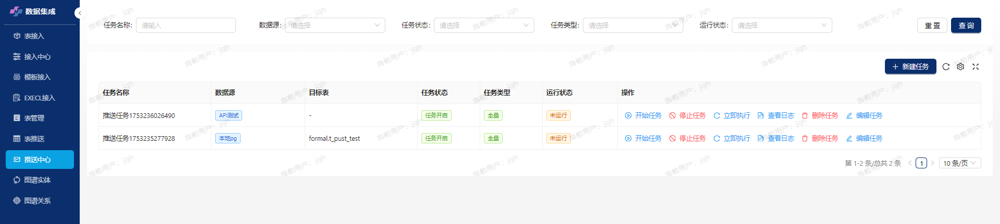 数据集成
表接入
接入中心
模板接入
EXECL接入
表管理
表推送
推送中心
图谱实体
图谱关系
任务名称: 请输入 数据源: 请选择 任务状态: 请选择 任务类型: 请选择 运行状态: 请选择 重置 查询
新建任务
任务名称 数据源 目标表 任务状态 任务类型 运行状态 操作
推送任务1753236026490 API测试 - 任务开启 全量 未运行 开始任务 停止任务 立即执行 查看日志 删除任务 编辑任务
推送任务1753235277928 本地pg formal.t_pust_test 任务开启 全量 未运行 开始任务 停止任务 立即执行 查看日志 删除任务 编辑任务
第 1-2 条/总共 2 条 1 10 条/页
当前用户：jqh